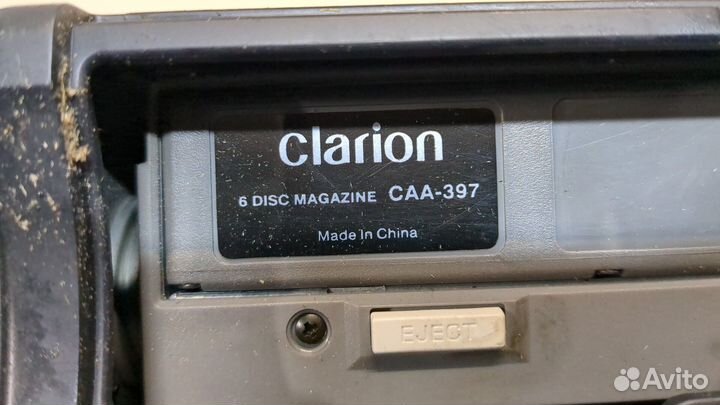 clarion
6 DISC MAGAZINE CAA-397
Made in China
EJECT
Avito